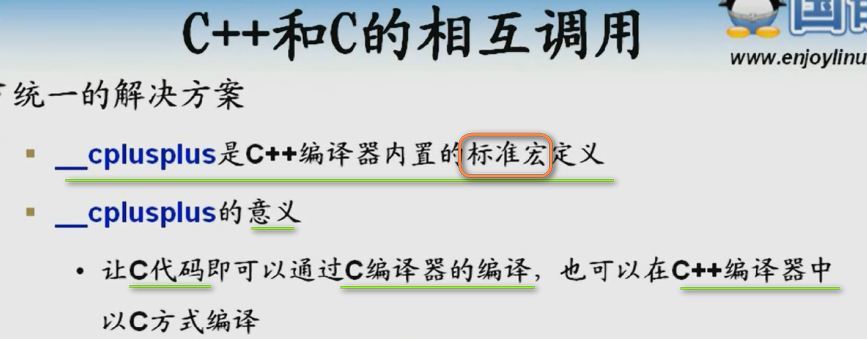 C++和C的相互调用
www.enjoylinu
统一的解决方案
__cplusplus是C++编译器内置的标准宏定义
__cplusplus的意义
让C代码即可以通过C编译器的编译，也可以在C++编译器中
以C方式编译